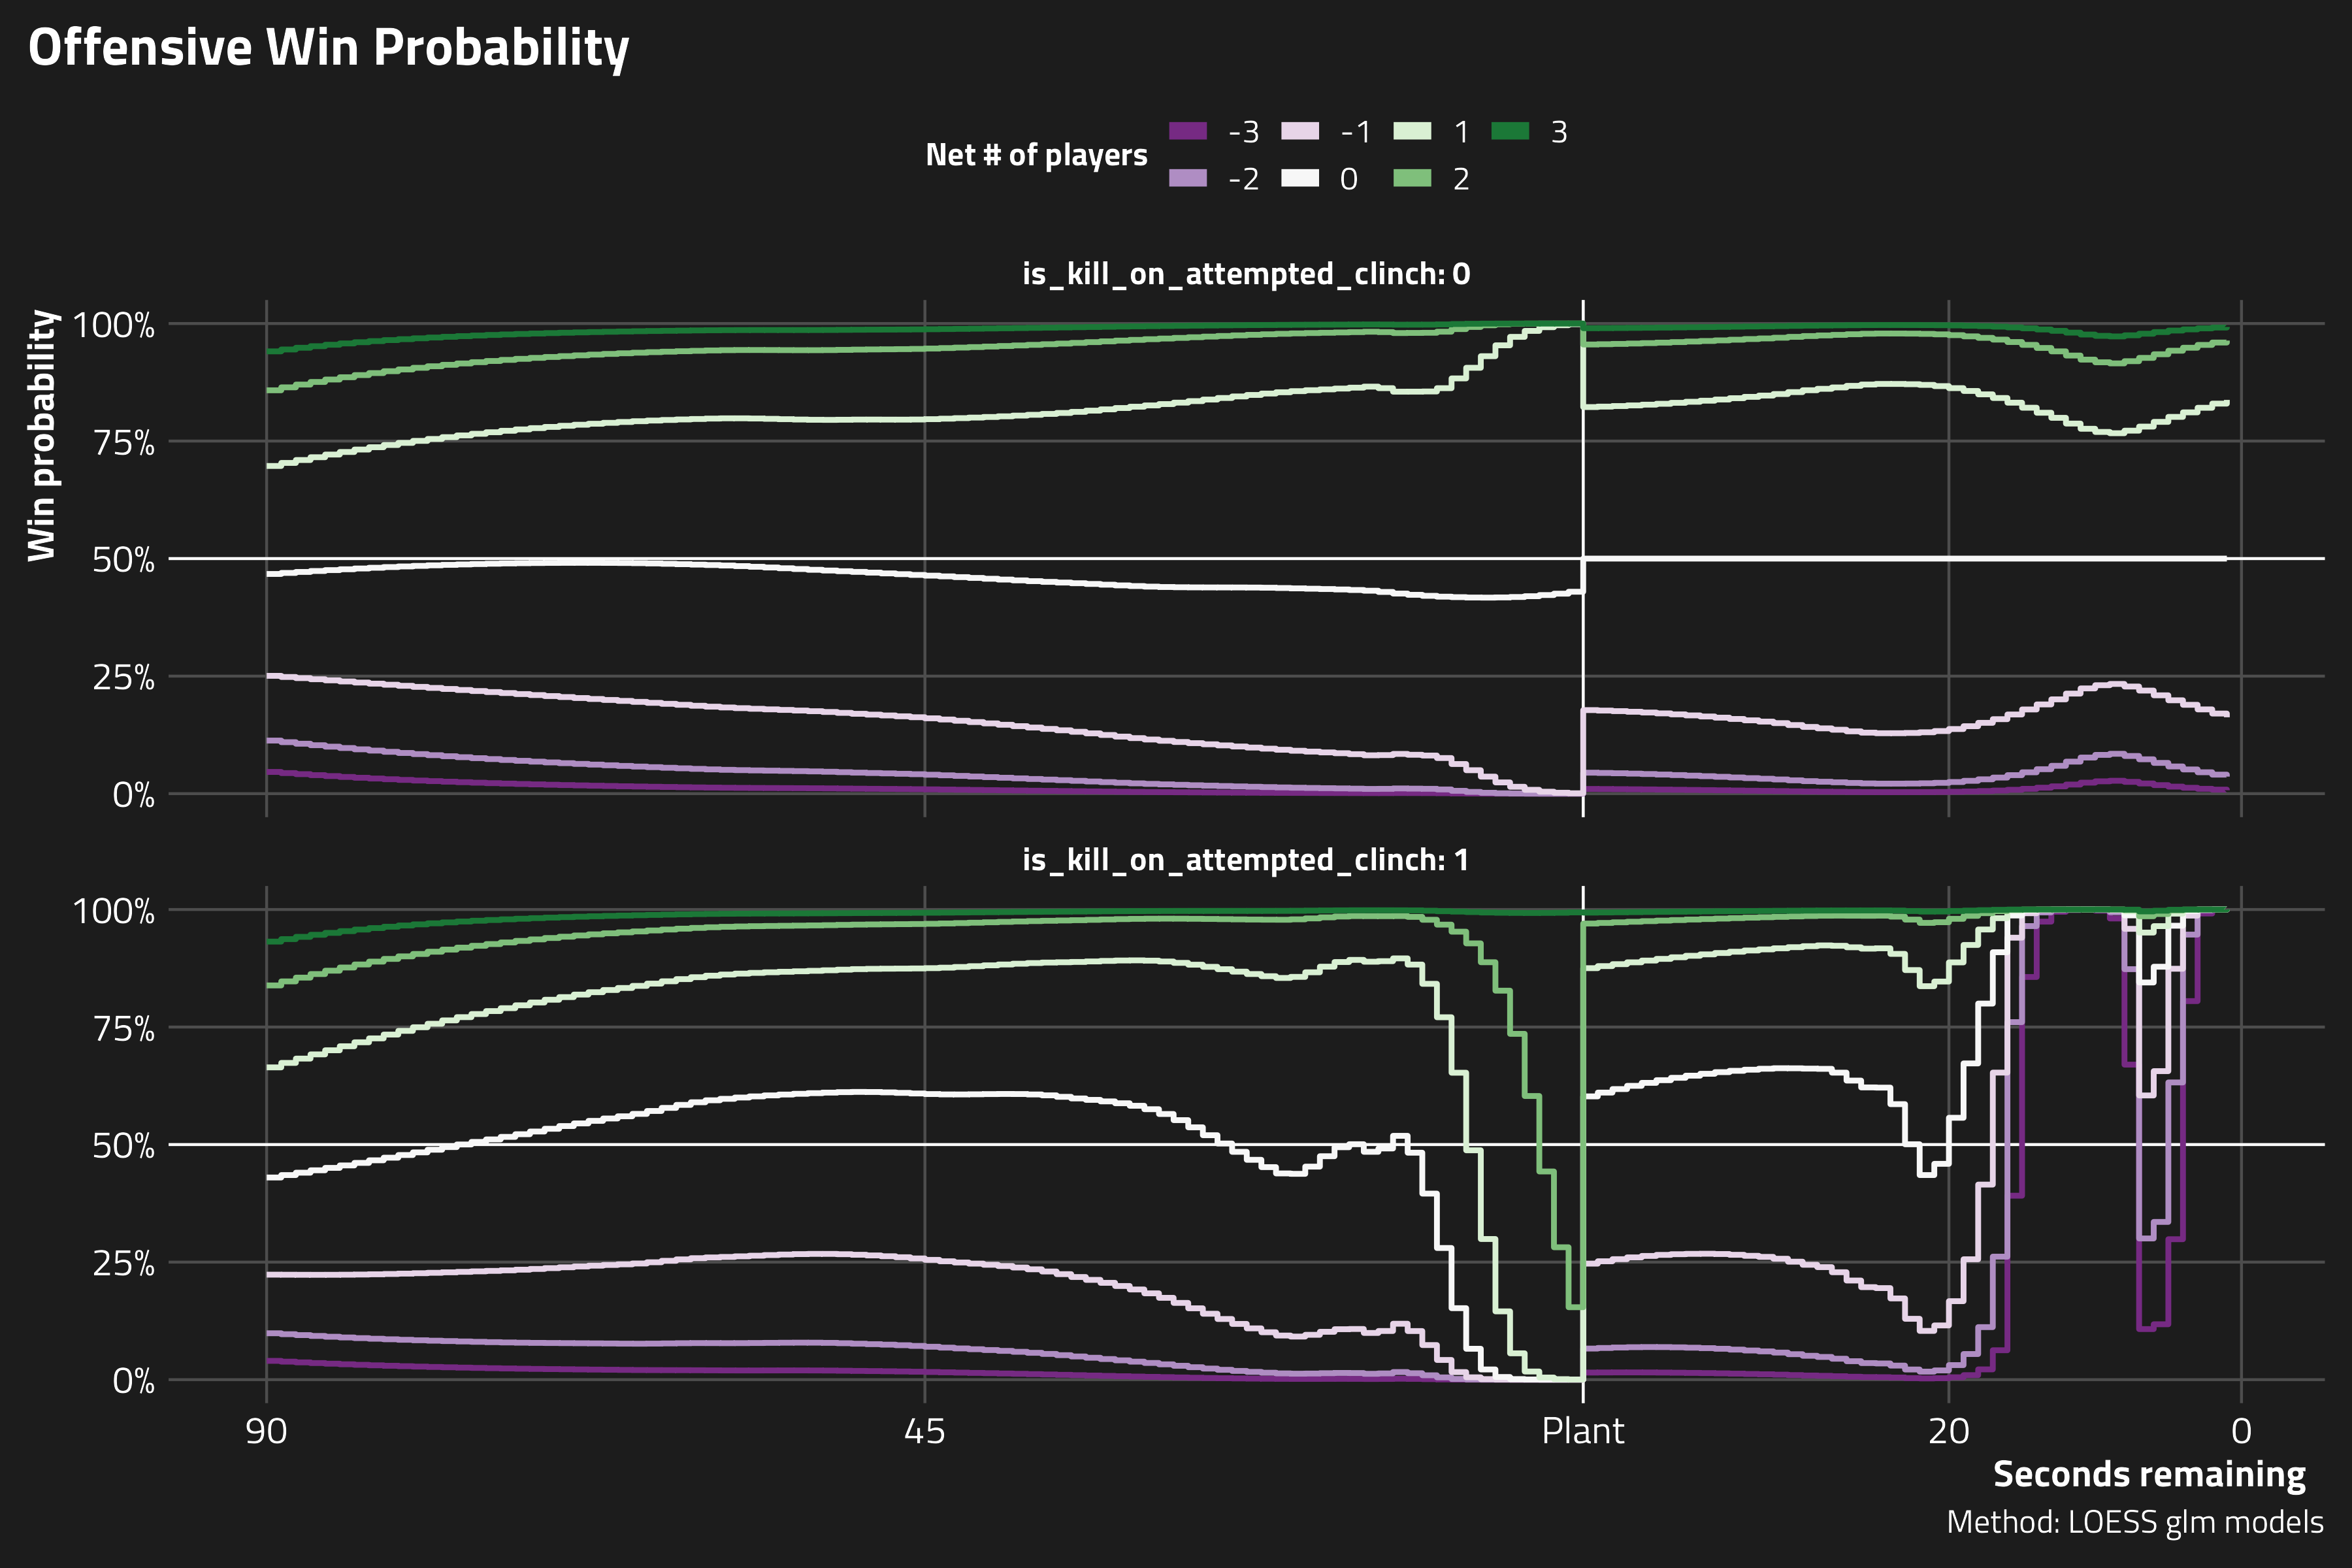 Offensive Win Probability
Net # of players
-3 -1 1 3
-2 0 2
is_kill_on_attempted_clinch: 0
Win probability
100%
75%
50%
25%
0%
is_kill_on_attempted_clinch: 1
100%
75%
50%
25%
0%
90 45 Plant 20 0
Seconds remaining
Method: LOESS glm models